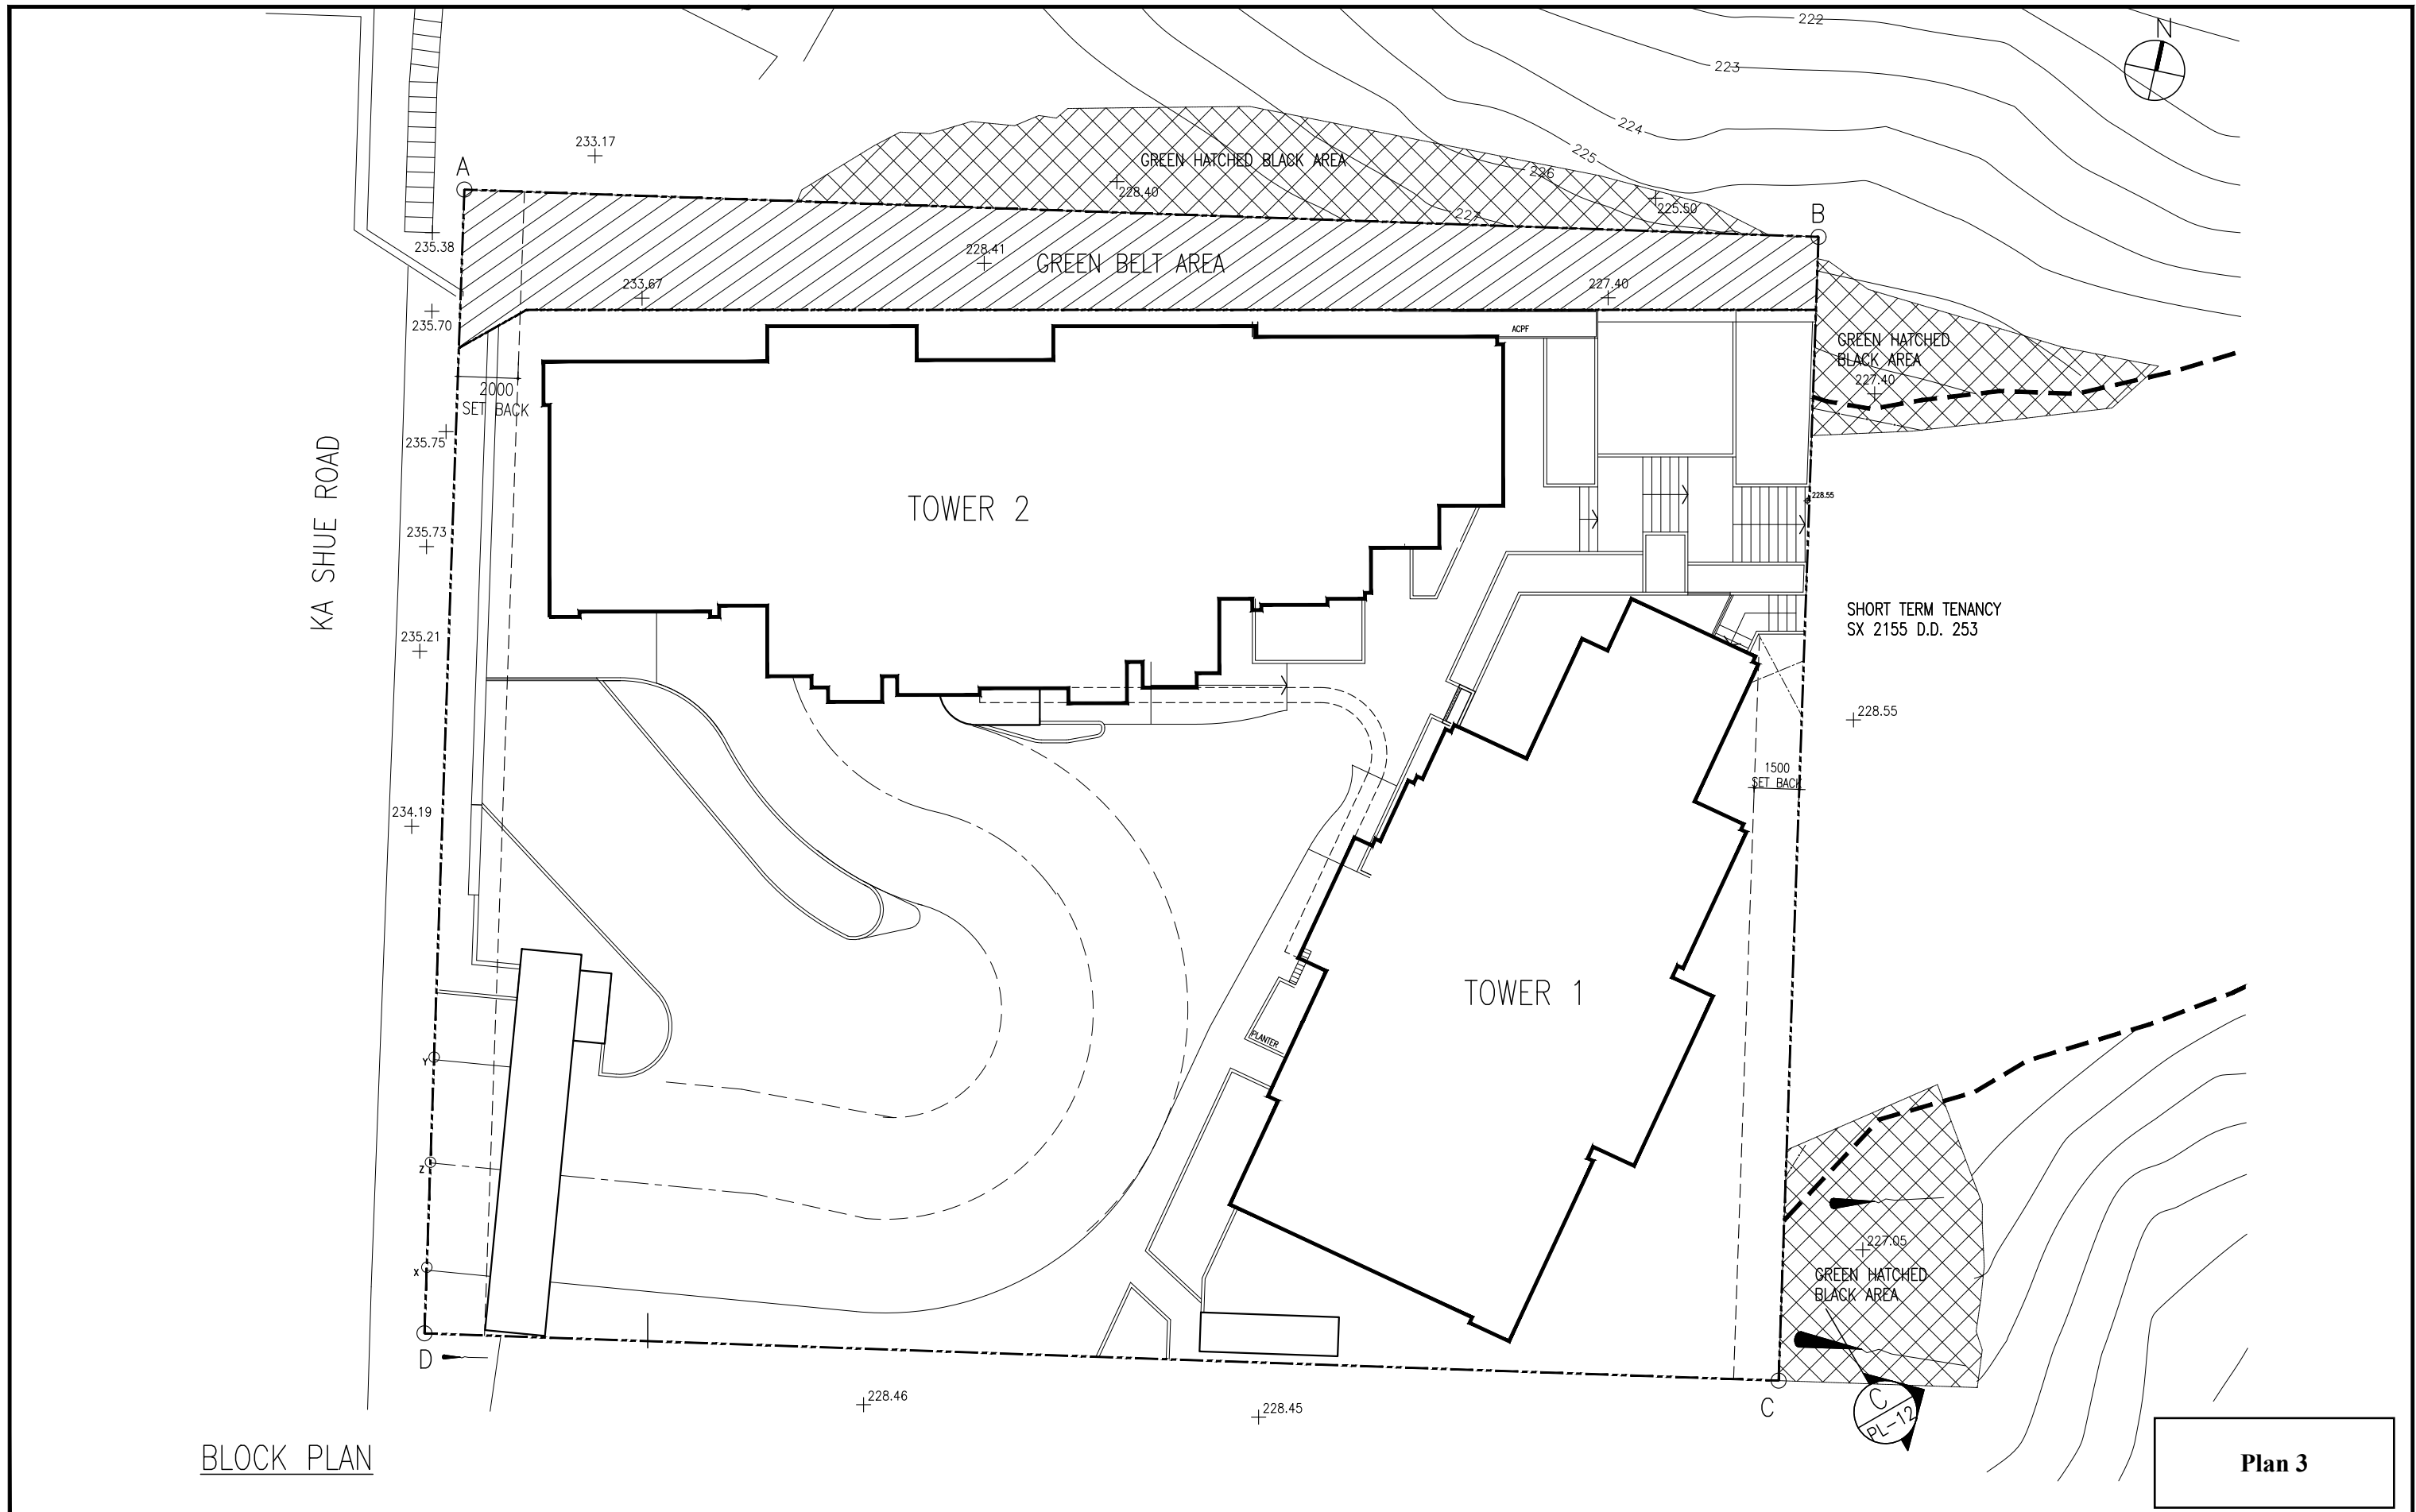 222
N
223
224
225
233.17
GREEN HATCHED BLACK AREA
228.40
226
225.50
227
A
B
235.38
228.41
GREEN BELT AREA
233.67
227.40
235.70
ACPF
GREEN HATCHED
BLACK AREA
227.40
2000
SET BACK
235.75
KA SHUE ROAD
TOWER 2
228.55
235.73
235.21
SHORT TERM TENANCY
SX 2155 D.D. 253
228.55
1500
SET BACK
234.19
TOWER 1
PLANTER
Y
Z
X
227.05
GREEN HATCHED
BLACK AREA
D
C
C
PL-12
228.46
228.45
BLOCK PLAN
Plan 3